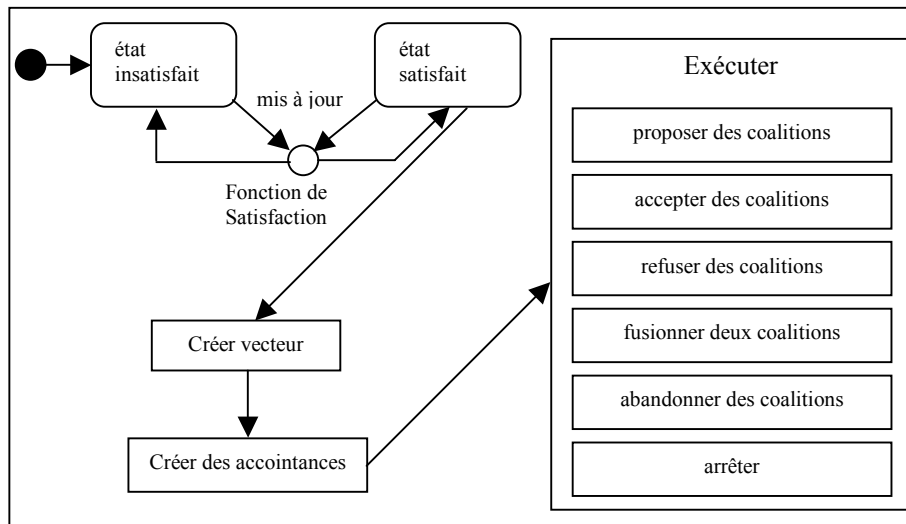 état
insatisfait
état
satisfait
mis à jour
Fonction de
Satisfaction
Créer vecteur
Créer des accointances
Exécuter
proposer des coalitions
accepter des coalitions
refuser des coalitions
fusionner deux coalitions
abandonner des coalitions
arrêter